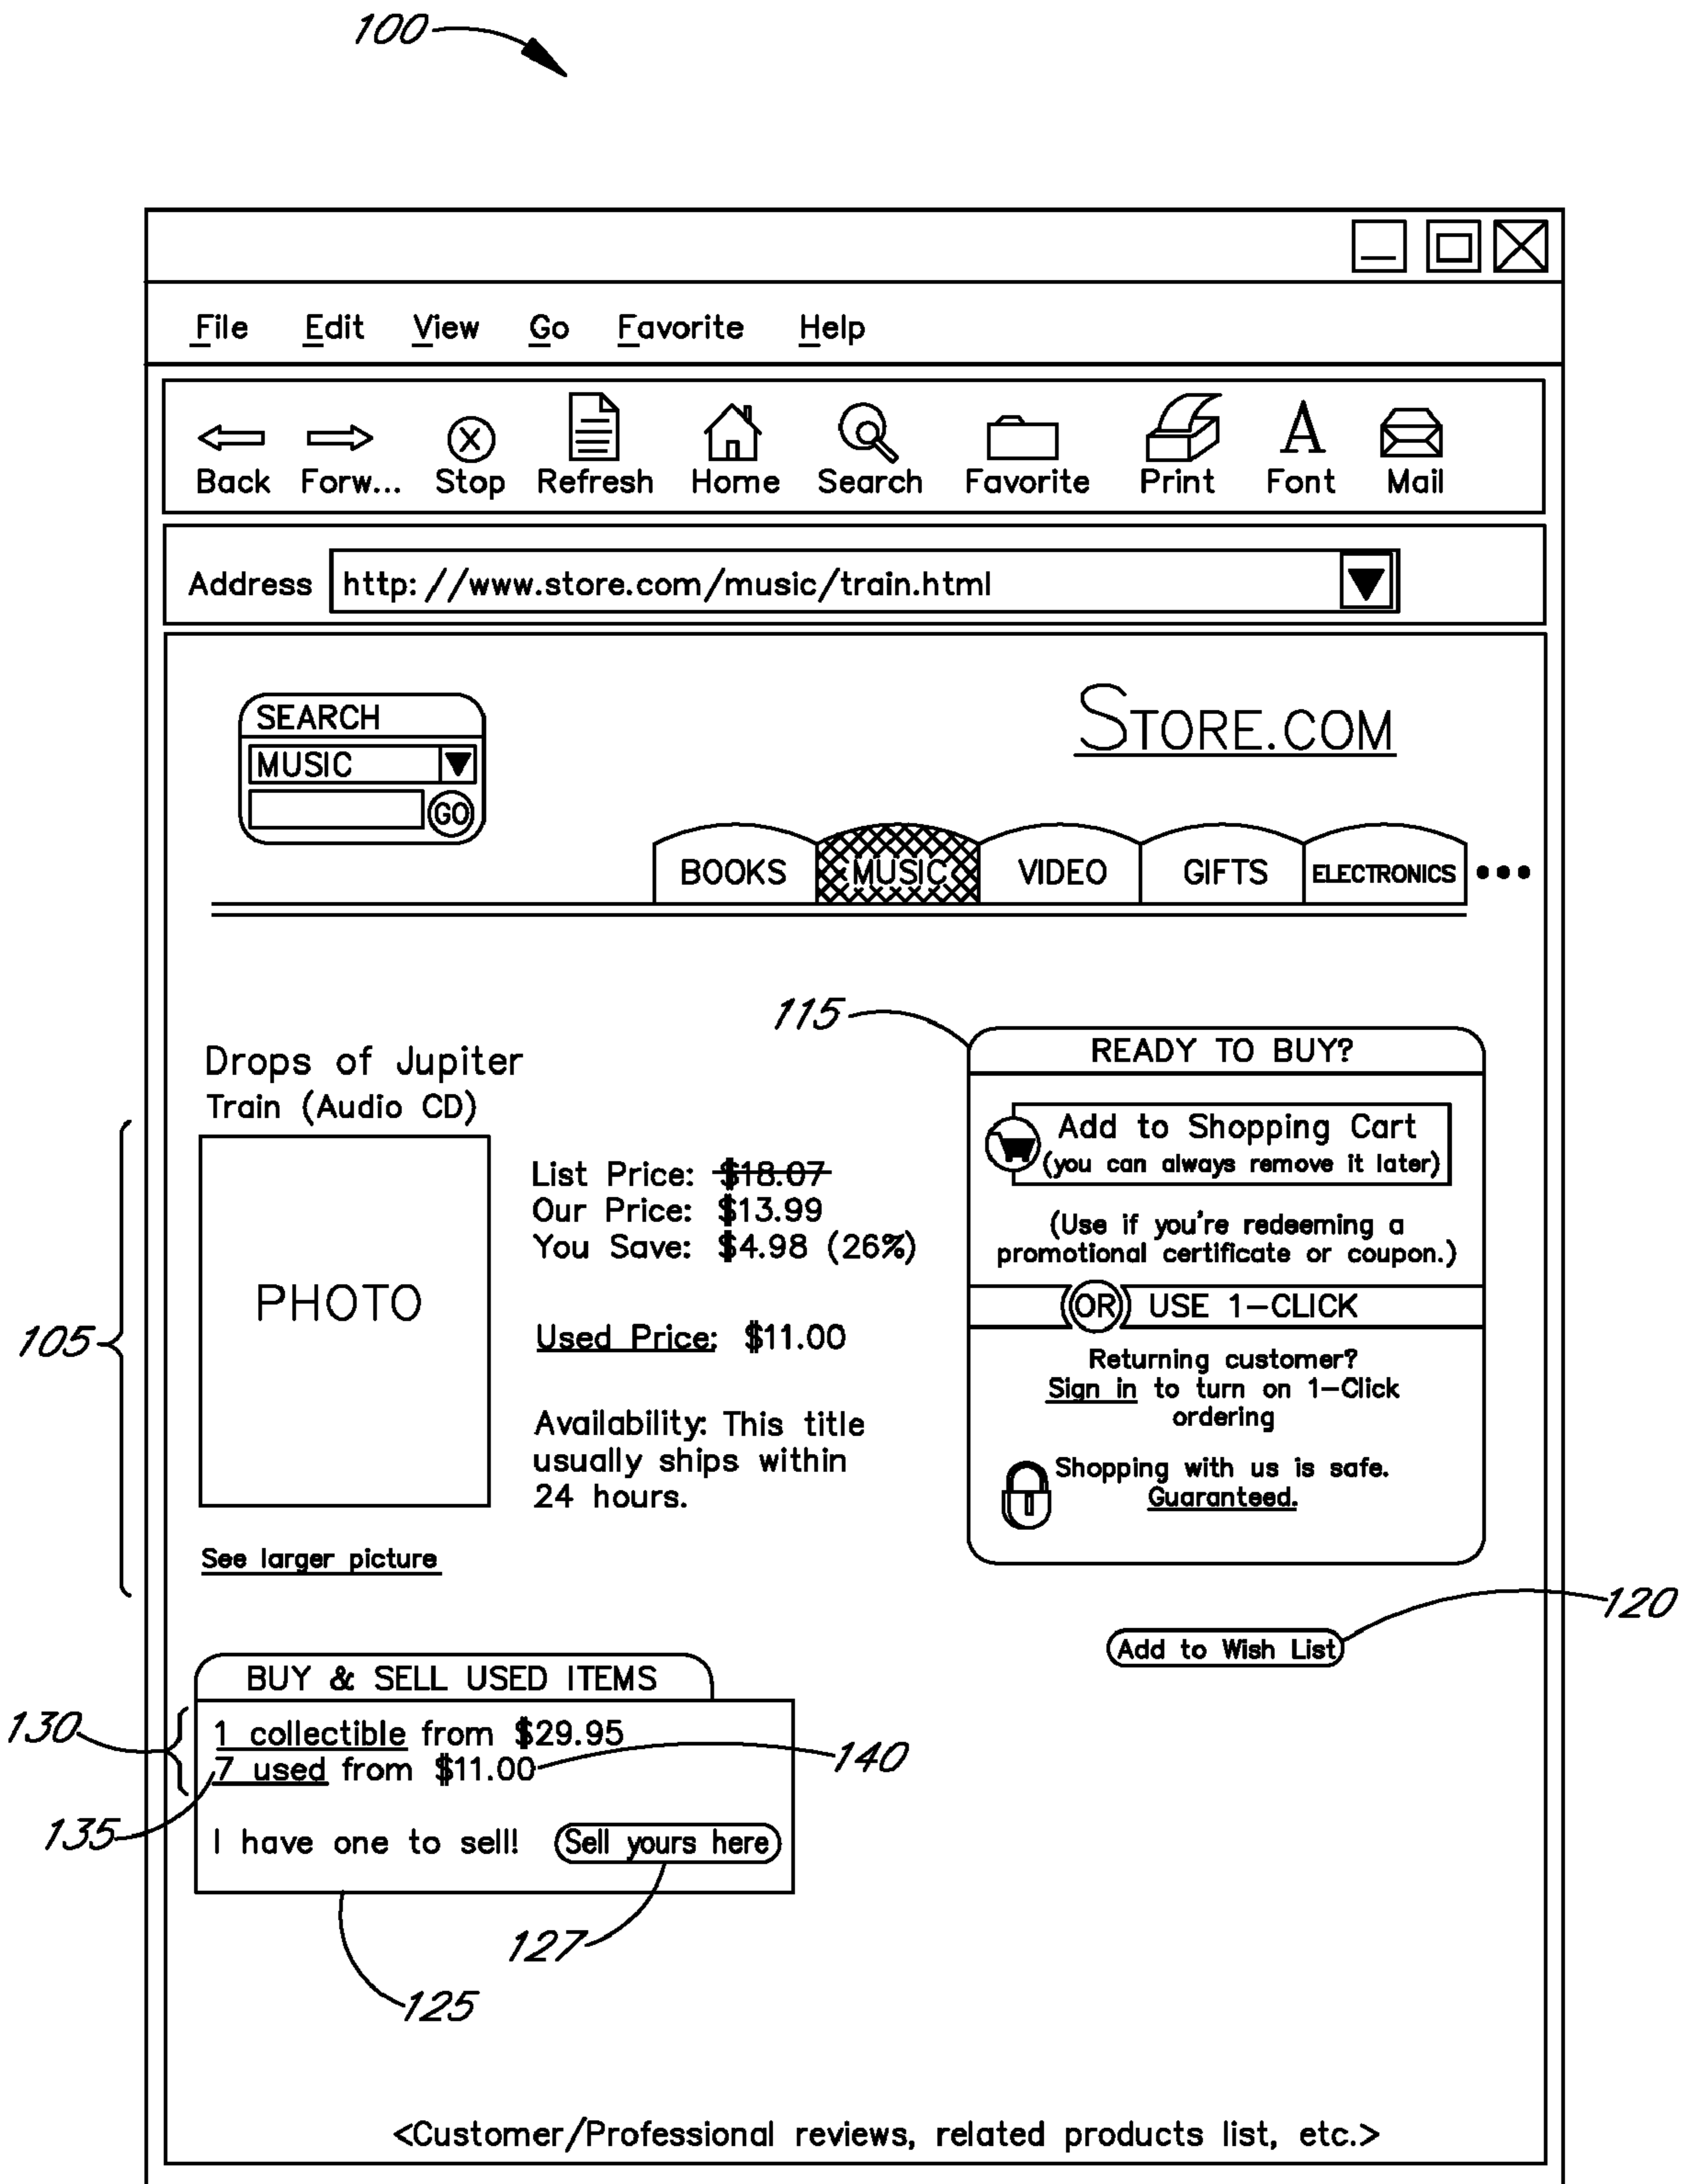 100
File Edit View Go Favorite Help
Back Forw... Stop Refresh Home Search Favorite Print Font Mail
Address http: //www.store.com/music/train.html
SEARCH
MUSIC
GO
STORE.COM
BOOKS MUSIC VIDEO GIFTS ELECTRONICS •••
105
Drops of Jupiter
Train (Audio CD)
PHOTO
See larger picture
List Price: $18.07
Our Price: $13.99
You Save: $4.98 (26%)
Used Price: $11.00
Availability: This title
usually ships within
24 hours.
115
READY TO BUY?
Add to Shopping Cart
(you can always remove it later)
(Use if you're redeeming a
promotional certificate or coupon.)
OR USE 1-CLICK
Returning customer?
Sign in to turn on 1-Click
ordering
Shopping with us is safe.
Guaranteed.
120
Add to Wish List
BUY & SELL USED ITEMS
130
1 collectible from $29.95
7 used from $11.00
140
135
I have one to sell! Sell yours here
127
125
<Customer/Professional reviews, related products list, etc.>